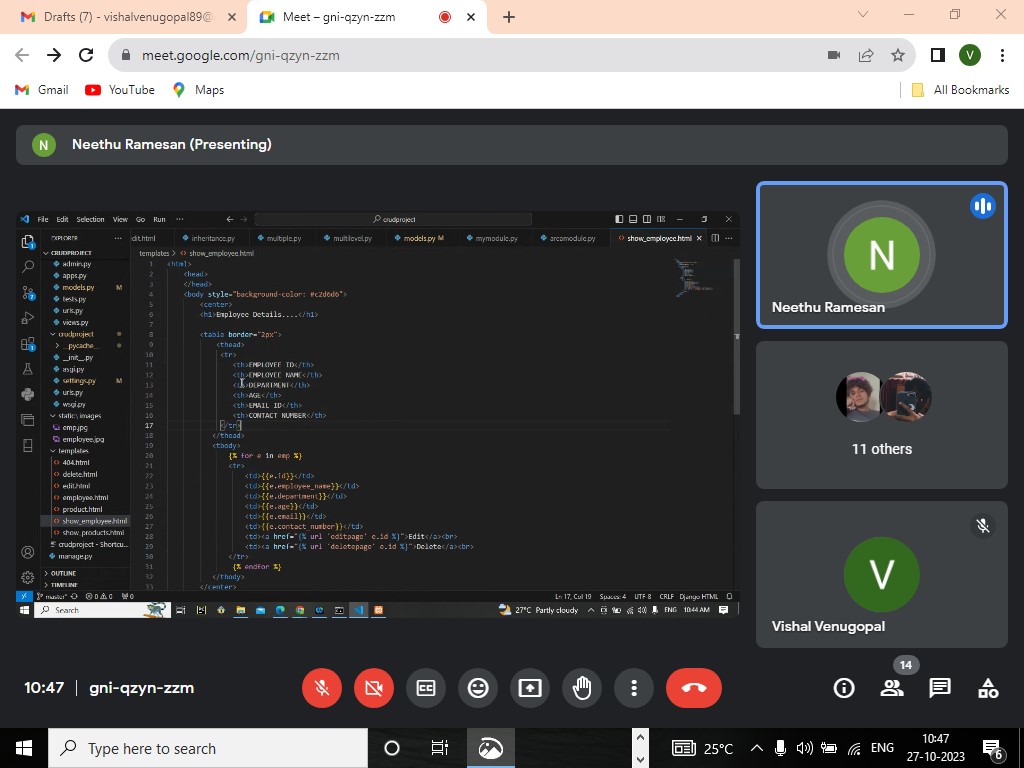 Drafts (7) - vishalvenugopal89@
Meet – gni-qzyn-zzm
meet.google.com/gni-qzyn-zzm
V
Gmail
YouTube
Maps
All Bookmarks
N
Neethu Ramesan (Presenting)
File Edit Selection View Go Run ···
crudproject
EXPLORER
dit.html
inheritance.py
multiple.py
multilevel.py
models.py M
mymodule.py
areamodule.py
show_employee.html
CRUDPROJECT
admin.py
apps.py
models.py M
tests.py
urls.py
views.py
crudproject
__pycache__
__init__.py
asgi.py
settings.py M
urls.py
wsgi.py
static\images
emp.jpg
employee.jpg
templates
404.html
delete.html
edit.html
employee.html
product.html
show_employee.html
show_products.html
crudproject - Shortcu...
manage.py
OUTLINE
TIMELINE
templates > show_employee.html
1 <html>
2 <head>
3 </head>
4 <body style="background-color: #c2d6d6">
5 <center>
6 <h1>Employee Details....</h1>
7
8 <table border="2px">
9 <thead>
10 <tr>
11 <th>EMPLOYEE ID</th>
12 <th>EMPLOYEE NAME</th>
13 <th>DEPARTMENT</th>
14 <th>AGE</th>
15 <th>EMAIL ID</th>
16 <th>CONTACT NUMBER</th>
17 </tr>
18 </thead>
19 <tbody>
20 {% for e in emp %}
21 <tr>
22 <td>{{e.id}}</td>
23 <td>{{e.employee_name}}</td>
24 <td>{{e.department}}</td>
25 <td>{{e.age}}</td>
26 <td>{{e.email}}</td>
27 <td>{{e.contact_number}}</td>
28 <td><a href="{% url 'editpage' e.id %}">Edit</a><br>
29 <td><a href="{% url 'deletepage' e.id %}">Delete</a><br>
30 </tr>
31 {% endfor %}
32 </tbody>
33 </center>
master*
0 0
0
Ln 17, Col 19 Spaces: 4 UTF-8 CRLF Django HTML
Search
27°C Partly cloudy
ENG 10:44 AM
N
Neethu Ramesan
11 others
V
Vishal Venugopal
10:47 | gni-qzyn-zzm
14
Type here to search
25°C
ENG
10:47
27-10-2023
6